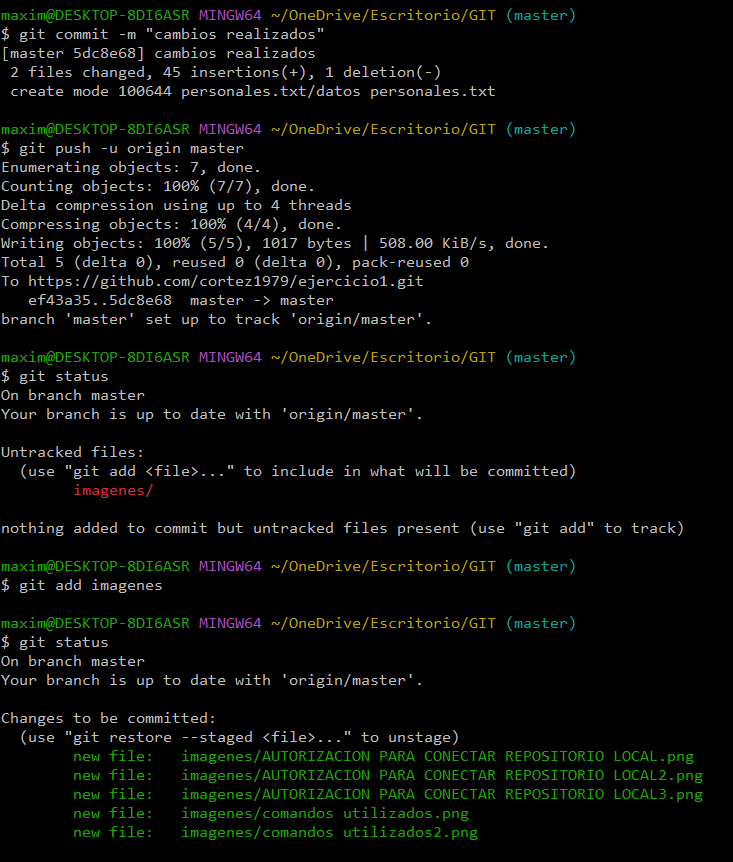 maxim@DESKTOP-8DI6ASR MINGW64 ~/OneDrive/Escritorio/GIT (master)
$ git commit -m "cambios realizados"
[master 5dc8e68] cambios realizados
 2 files changed, 45 insertions(+), 1 deletion(-)
 create mode 100644 personales.txt/datos personales.txt

maxim@DESKTOP-8DI6ASR MINGW64 ~/OneDrive/Escritorio/GIT (master)
$ git push -u origin master
Enumerating objects: 7, done.
Counting objects: 100% (7/7), done.
Delta compression using up to 4 threads
Compressing objects: 100% (4/4), done.
Writing objects: 100% (5/5), 1017 bytes | 508.00 KiB/s, done.
Total 5 (delta 0), reused 0 (delta 0), pack-reused 0
To https://github.com/cortez1979/ejercicio1.git
   ef43a35..5dc8e68  master -> master
branch 'master' set up to track 'origin/master'.

maxim@DESKTOP-8DI6ASR MINGW64 ~/OneDrive/Escritorio/GIT (master)
$ git status
On branch master
Your branch is up to date with 'origin/master'.

Untracked files:
  (use "git add <file>..." to include in what will be committed)
        imagenes/

nothing added to commit but untracked files present (use "git add" to track)

maxim@DESKTOP-8DI6ASR MINGW64 ~/OneDrive/Escritorio/GIT (master)
$ git add imagenes

maxim@DESKTOP-8DI6ASR MINGW64 ~/OneDrive/Escritorio/GIT (master)
$ git status
On branch master
Your branch is up to date with 'origin/master'.

Changes to be committed:
  (use "git restore --staged <file>..." to unstage)
        new file:   imagenes/AUTORIZACION PARA CONECTAR REPOSITORIO LOCAL.png
        new file:   imagenes/AUTORIZACION PARA CONECTAR REPOSITORIO LOCAL2.png
        new file:   imagenes/AUTORIZACION PARA CONECTAR REPOSITORIO LOCAL3.png
        new file:   imagenes/comandos utilizados.png
        new file:   imagenes/comandos utilizados2.png